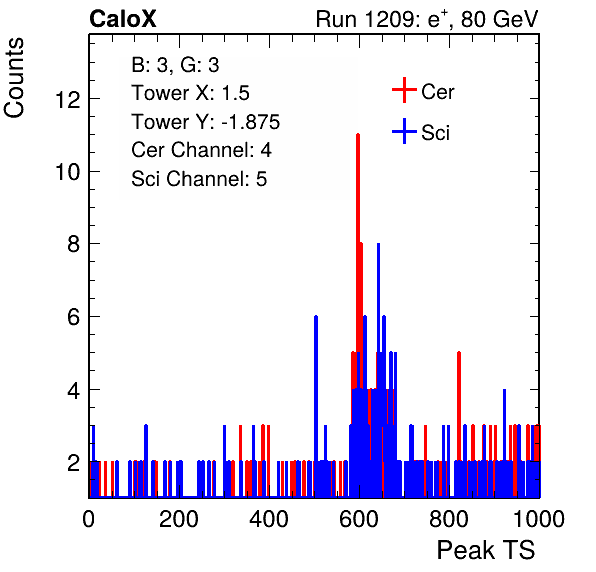 CaloX Run 1209: e⁺, 80 GeV
Counts
B: 3, G: 3
Tower X: 1.5
Tower Y: -1.875
Cer Channel: 4
Sci Channel: 5
Cer
Sci
12
10
8
6
4
2
0 200 400 600 800 1000
Peak TS